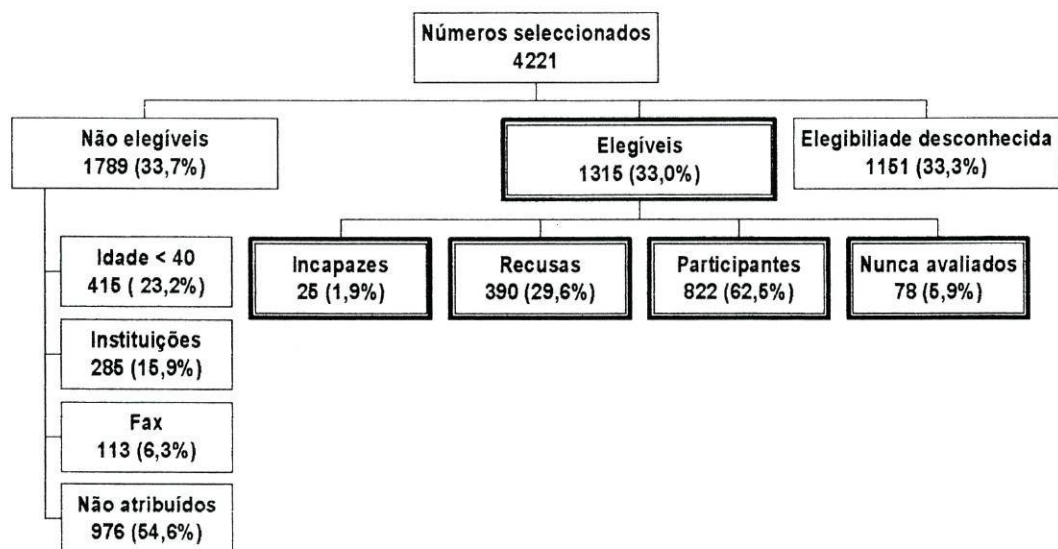 Números seleccionados
4221
Não elegíveis
1789 (33,7%)
Elegíveis
1315 (33,0%)
Elegibiliade desconhecida
1151 (33,3%)
Idade < 40
415 ( 23,2%)
Instituições
285 (15,9%)
Fax
113 (6,3%)
Não atribuídos
976 (54,6%)
Incapazes
25 (1,9%)
Recusas
390 (29,6%)
Participantes
822 (62,5%)
Nunca avaliados
78 (5,9%)